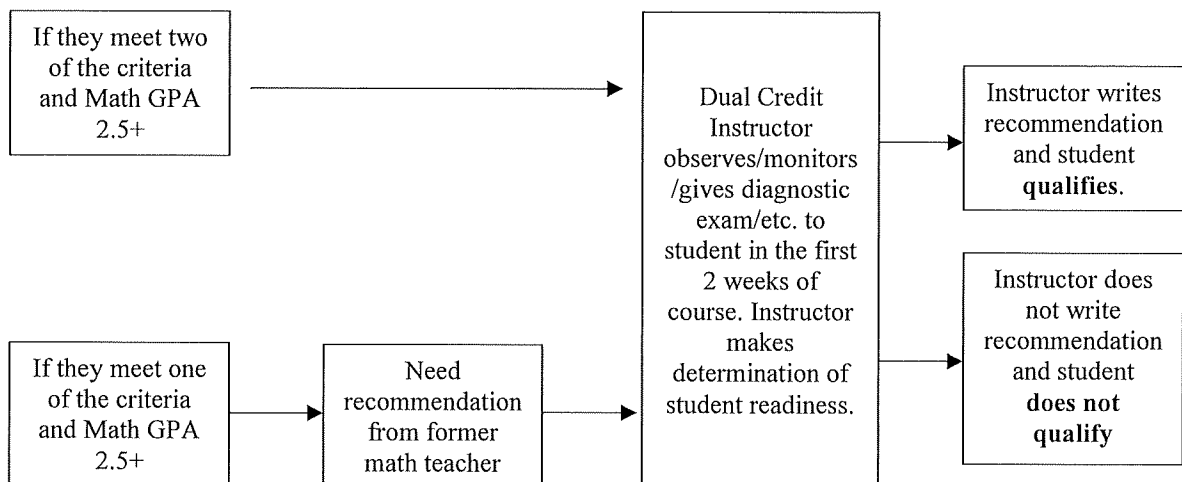 If they meet two
of the criteria
and Math GPA
2.5+
Dual Credit
Instructor
observes/monitors
/gives diagnostic
exam/etc. to
student in the first
2 weeks of
course. Instructor
makes
determination of
student readiness.
Instructor writes
recommendation
and student
qualifies.
If they meet one
of the criteria
and Math GPA
2.5+
Need
recommendation
from former
math teacher
Instructor does
not write
recommendation
and student
does not
qualify